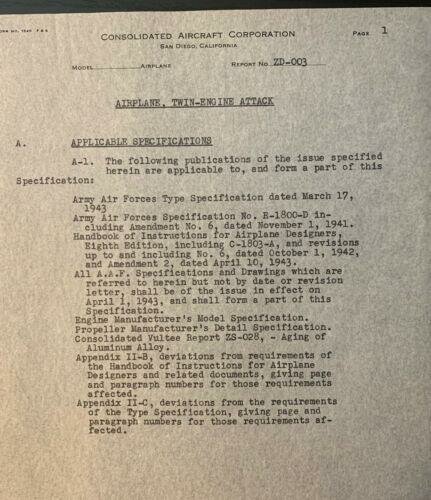 FORM NO. 1840 F B S
CONSOLIDATED AIRCRAFT CORPORATION
SAN DIEGO, CALIFORNIA
PAGE 1
MODEL AIRPLANE REPORT NO. ZD-003
AIRPLANE, TWIN-ENGINE ATTACK
A. APPLICABLE SPECIFICATIONS
A-1. The following publications of the issue specified
herein are applicable to, and form a part of this
Specification:
Army Air Forces Type Specification dated March 17,
1943
Army Air Forces Specification No. R-1800-D in-
cluding Amendment No. 6, dated November 1, 1941.
Handbook of Instructions for Airplane Designers,
Eighth Edition, including C-1803-A, and revisions
up to and including No. 6, dated October 1, 1942,
and Amendment 2, dated April 10, 1943.
All A.A.F. Specifications and Drawings which are
referred to herein but not by date or revision
letter, shall be of the issue in effect on
April 1, 1943, and shall form a part of this
Specification.
Engine Manufacturer's Model Specification.
Propeller Manufacturer's Detail Specification.
Consolidated Vultee Report ZS-028, - Aging of
Aluminum Alloy.
Appendix II-B, deviations from requirements of
the Handbook of Instructions for Airplane
Designers and related documents, giving page
and paragraph numbers for those requirements
affected.
Appendix II-C, deviations from the requirements
of the Type Specification, giving page and
paragraph numbers for those requirements af-
fected.